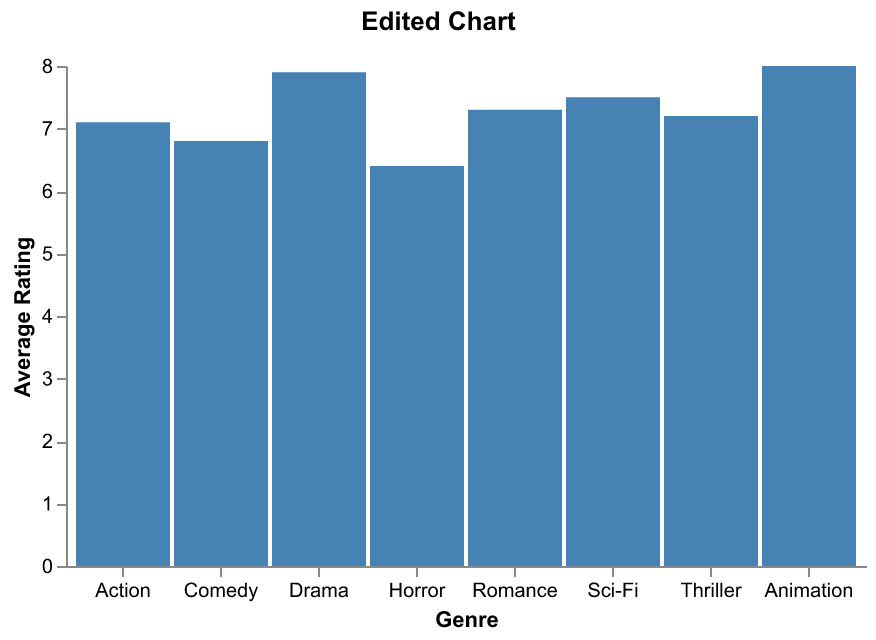 Edited Chart
Average Rating
8
7
6
5
4
3
2
1
0
Action Comedy Drama Horror Romance Sci-Fi Thriller Animation
Genre